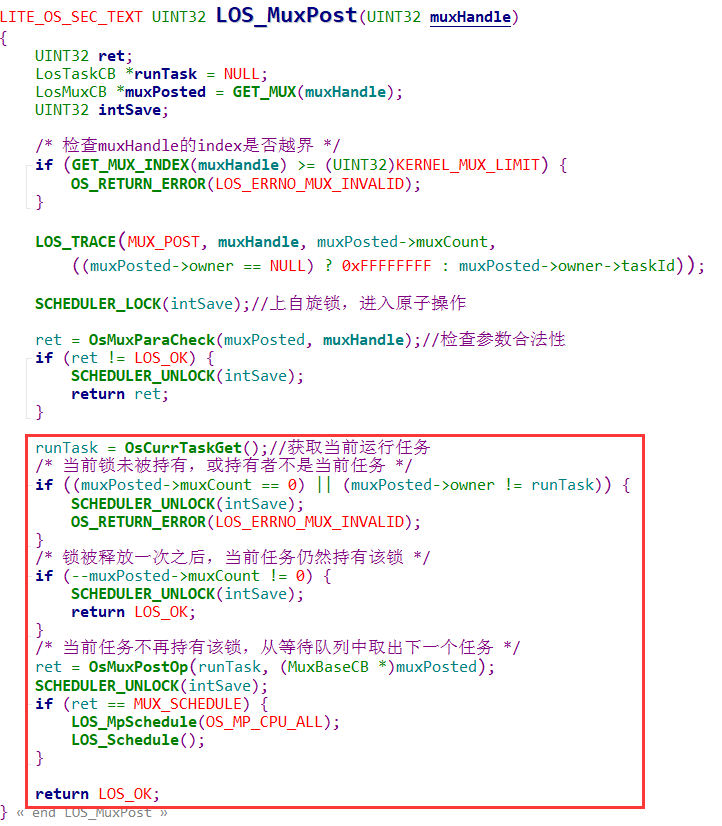 LITE_OS_SEC_TEXT UINT32 LOS_MuxPost(UINT32 muxHandle)
{
    UINT32 ret;
    LosTaskCB *runTask = NULL;
    LosMuxCB *muxPosted = GET_MUX(muxHandle);
    UINT32 intSave;

    /* 检查muxHandle的index是否越界 */
    if (GET_MUX_INDEX(muxHandle) >= (UINT32)KERNEL_MUX_LIMIT) {
        OS_RETURN_ERROR(LOS_ERRNO_MUX_INVALID);
    }

    LOS_TRACE(MUX_POST, muxHandle, muxPosted->muxCount,
        ((muxPosted->owner == NULL) ? 0xFFFFFFFF : muxPosted->owner->taskId));

    SCHEDULER_LOCK(intSave);//上自旋锁，进入原子操作

    ret = OsMuxParaCheck(muxPosted, muxHandle);//检查参数合法性
    if (ret != LOS_OK) {
        SCHEDULER_UNLOCK(intSave);
        return ret;
    }

    runTask = OsCurrTaskGet();//获取当前运行任务
    /* 当前锁未被持有，或持有者不是当前任务 */
    if ((muxPosted->muxCount == 0) || (muxPosted->owner != runTask)) {
        SCHEDULER_UNLOCK(intSave);
        OS_RETURN_ERROR(LOS_ERRNO_MUX_INVALID);
    }
    /* 锁被释放一次之后，当前任务仍然持有该锁 */
    if (--muxPosted->muxCount != 0) {
        SCHEDULER_UNLOCK(intSave);
        return LOS_OK;
    }
    /* 当前任务不再持有该锁，从等待队列中取出下一个任务 */
    ret = OsMuxPostOp(runTask, (MuxBaseCB *)muxPosted);
    SCHEDULER_UNLOCK(intSave);
    if (ret == MUX_SCHEDULE) {
        LOS_MpSchedule(OS_MP_CPU_ALL);
        LOS_Schedule();
    }

    return LOS_OK;
} « end LOS_MuxPost »